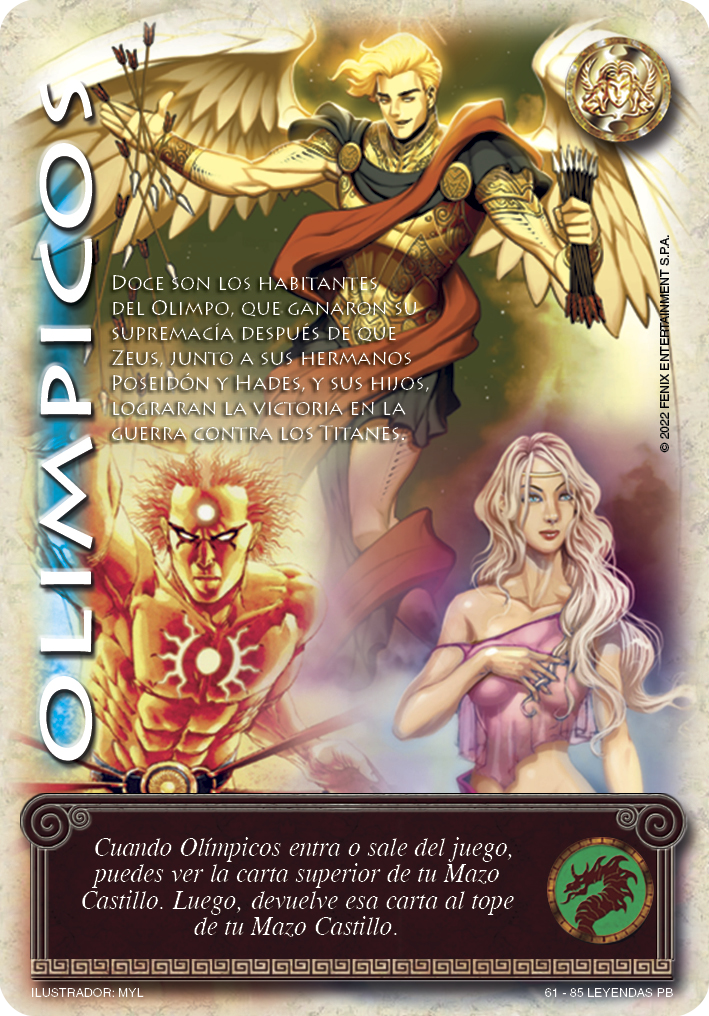 OLIMPICOS
Doce son los habitantes
del Olimpo, que ganaron su
supremacía después de que
Zeus, junto a sus hermanos
Poseidón y Hades, y sus hijos,
lograran la victoria en la
guerra contra los Titanes.
© 2022 FENIX ENTERTAINMENT S.P.A.
Cuando Olímpicos entra o sale del juego,
puedes ver la carta superior de tu Mazo
Castillo. Luego, devuelve esa carta al tope
de tu Mazo Castillo.
ILUSTRADOR: MYL
61 - 85 LEYENDAS PB